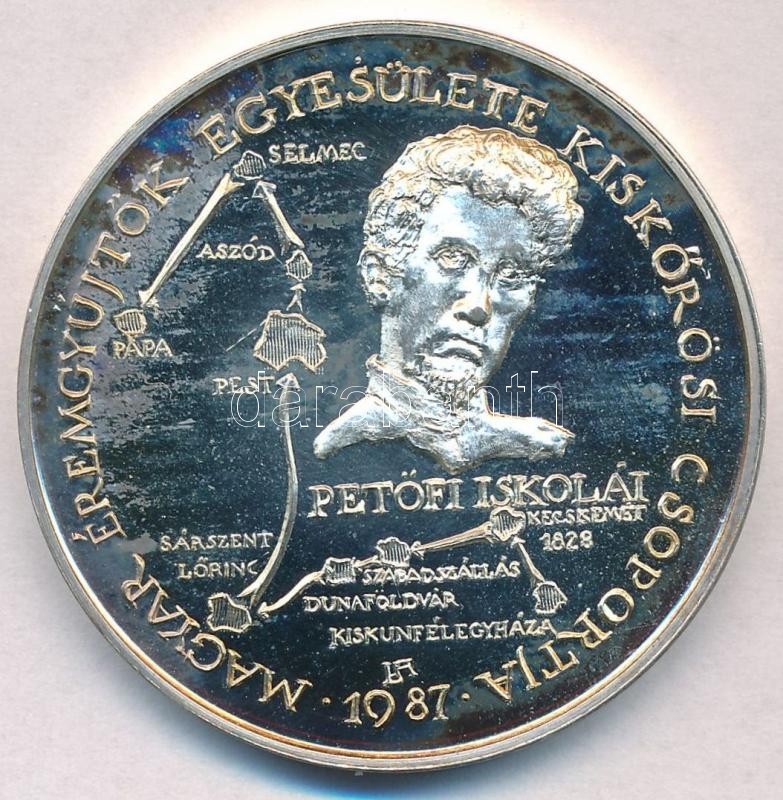 MAGYAR ÉREMGYŰJTŐK EGYESÜLETE KISKŐRÖSI CSOPORTJA
· 1987 ·
SELMEC
ASZÓD
PÁPA
PEST
darabanth
PETŐFI ISKOLÁI
KECSKEMÉT
1828
SÁRSZENT
LŐRINC
SZABADSZÁLLÁS
DUNAFÖLDVÁR
KISKUNFÉLEGYHÁZA